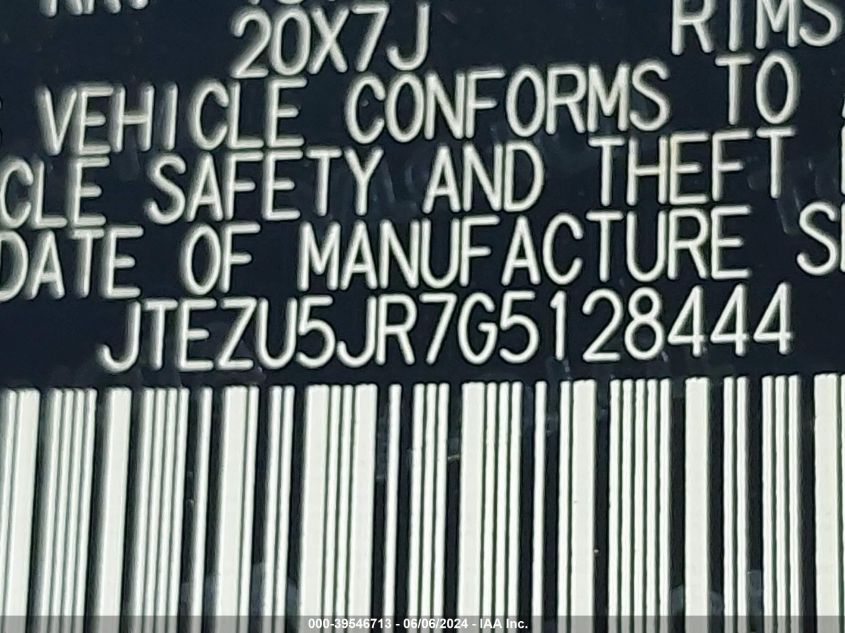 20X7J RIMS
VEHICLE CONFORMS TO
CLE SAFETY AND THEFT
DATE OF MANUFACTURE
JTEZU5JR7G5128444
000-39546713 - 06/06/2024 - IAA Inc.